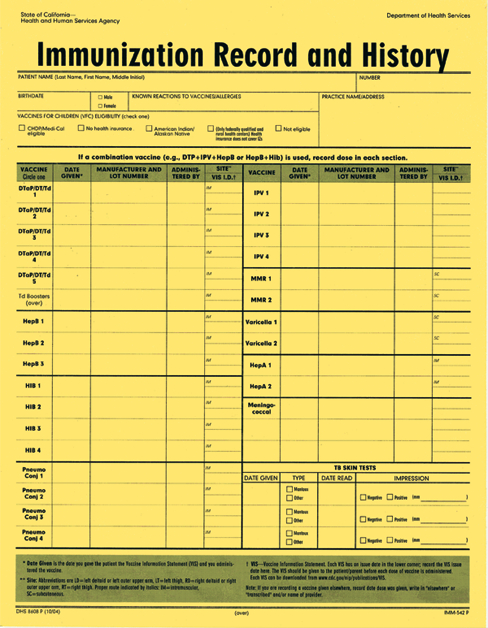 State of California—
Health and Human Services Agency
Department of Health Services
Immunization Record and History
PATIENT NAME (Last Name, First Name, Middle Initial)
NUMBER
BIRTHDATE
Male
Female
KNOWN REACTIONS TO VACCINES/ALLERGIES
PRACTICE NAME/ADDRESS
VACCINES FOR CHILDREN (VFC) ELIGIBILITY (check one)
CHDP/Medi-Cal
eligible
No health insurance
American Indian/
Alaskan Native
(Only federally qualified and
rural health centers) Health
insurance does not cover IZs
Not eligible
If a combination vaccine (e.g., DTP+IPV+HepB or HepB+Hib) is used, record dose in each section.
VACCINE
Circle one
DATE
GIVEN*
MANUFACTURER AND
LOT NUMBER
ADMINIS-
TERED BY
SITE**
VIS I.D.†
VACCINE
DATE
GIVEN*
MANUFACTURER AND
LOT NUMBER
ADMINIS-
TERED BY
SITE**
VIS I.D.†
DTaP/DT/Td
1
IM
IPV 1
DTaP/DT/Td
2
IM
IPV 2
DTaP/DT/Td
3
IM
IPV 3
DTaP/DT/Td
4
IM
IPV 4
DTaP/DT/Td
5
IM
MMR 1
SC
Td Boosters
(over)
IM
MMR 2
SC
HepB 1
IM
Varicella 1
SC
HepB 2
IM
Varicella 2
SC
HepB 3
IM
HepA 1
IM
HIB 1
IM
HepA 2
IM
HIB 2
IM
Meningo-
coccal
HIB 3
IM
HIB 4
IM
Pneumo
Conj 1
IM
TB SKIN TESTS
DATE GIVEN
TYPE
DATE READ
IMPRESSION
Pneumo
Conj 2
IM
Mantoux
Other
Negative
Positive (mm
)
Pneumo
Conj 3
IM
Mantoux
Other
Negative
Positive (mm
)
Pneumo
Conj 4
IM
Mantoux
Other
Negative
Positive (mm
)
* Date Given is the date you gave the patient the Vaccine Information Statement (VIS) and you adminis-
tered the vaccine.
** Site: Abbreviations are LD=left deltoid or left outer upper arm, LT=left thigh, RD=right deltoid or right
outer upper arm, RT=right thigh. Proper route indicated by italics: IM=intramuscular,
SC=subcutaneous.
† VIS—Vaccine Information Statement. Each VIS has an issue date in the lower corner; record the VIS issue
date here. The VIS should be given to the patient/parent before each dose of vaccine is administered.
Each VIS can be downloaded from www.cdc.gov/nip/publications/VIS.
Note: If you are recording a vaccine given elsewhere, record date dose was given, write in "elsewhere" or
"transcribed" and/or name of provider.
DHS 8608 P (10/04)
(over)
IMM-542 P